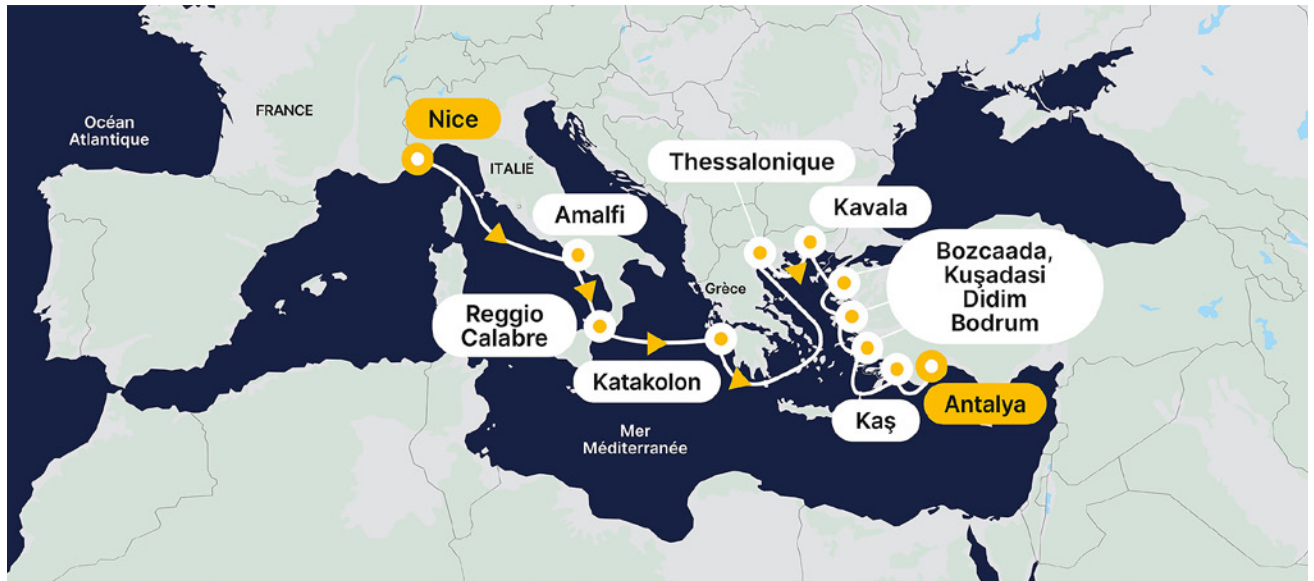 Océan
Atlantique
FRANCE
Nice
ITALIE
Amalfi
Reggio
Calabre
Katakolon
Thessalonique
Kavala
Grèce
Bozcaada,
Kuşadasi
Didim
Bodrum
Kaş
Antalya
Mer
Méditerranée